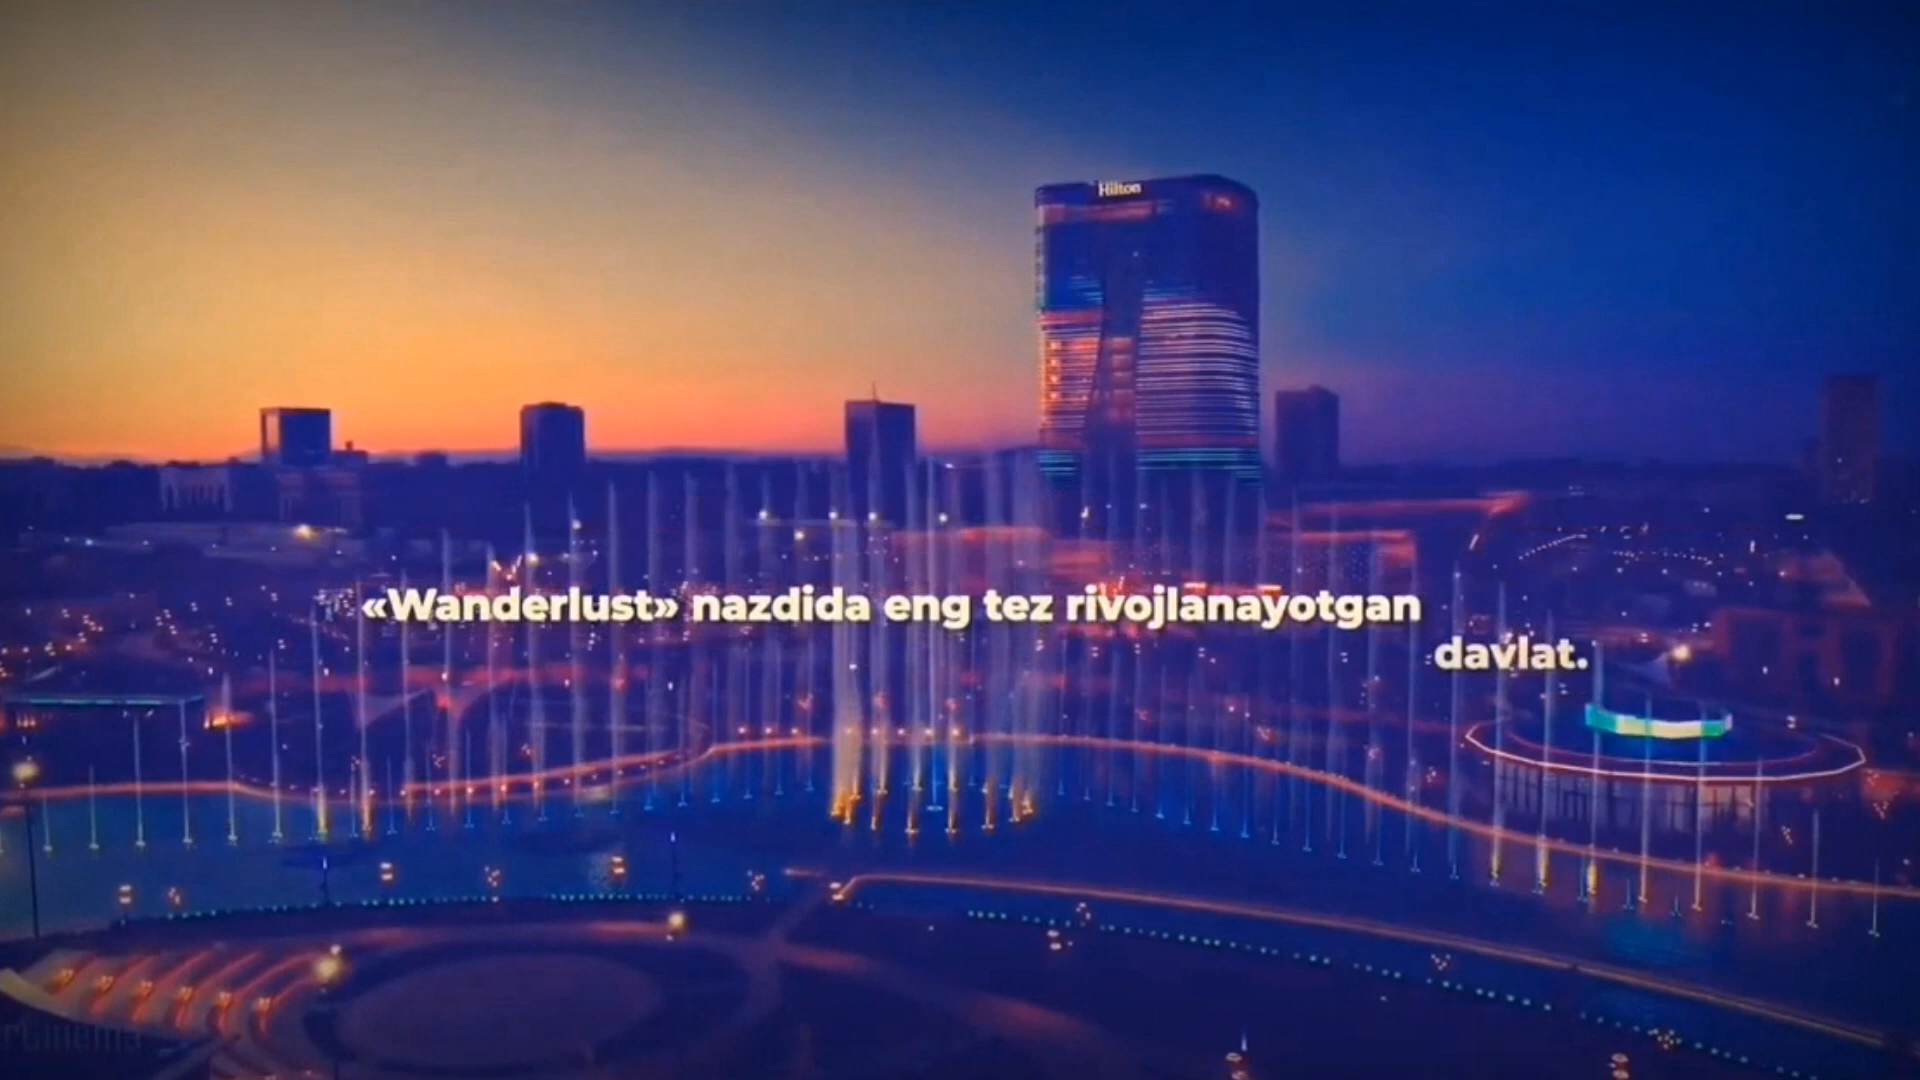 Hilton
«Wanderlust» nazdida eng tez rivojlanayotgan
davlat.